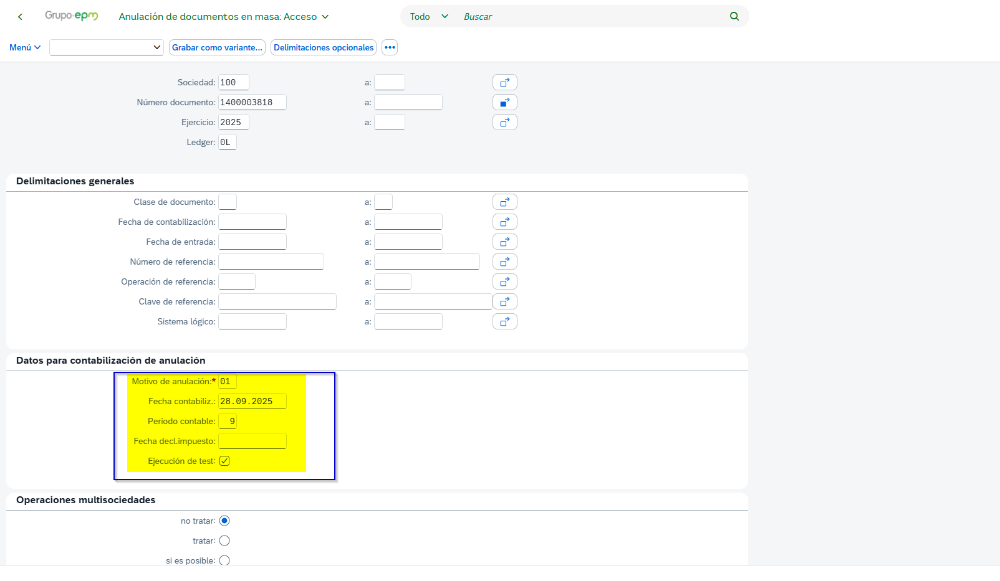 Grupo·epm
Anulación de documentos en masa: Acceso
Todo
Buscar
Menú
Grabar como variante...
Delimitaciones opcionales
Sociedad: 100 a:
Número documento: 1400003818 a:
Ejercicio: 2025 a:
Ledger: 0L
Delimitaciones generales
Clase de documento: a:
Fecha de contabilización: a:
Fecha de entrada: a:
Número de referencia: a:
Operación de referencia: a:
Clave de referencia: a:
Sistema lógico: a:
Datos para contabilización de anulación
Motivo de anulación:* 01
Fecha contabiliz.: 28.09.2025
Período contable: 9
Fecha decl.impuesto:
Ejecución de test:
Operaciones multisociedades
no tratar:
tratar:
si es posible: